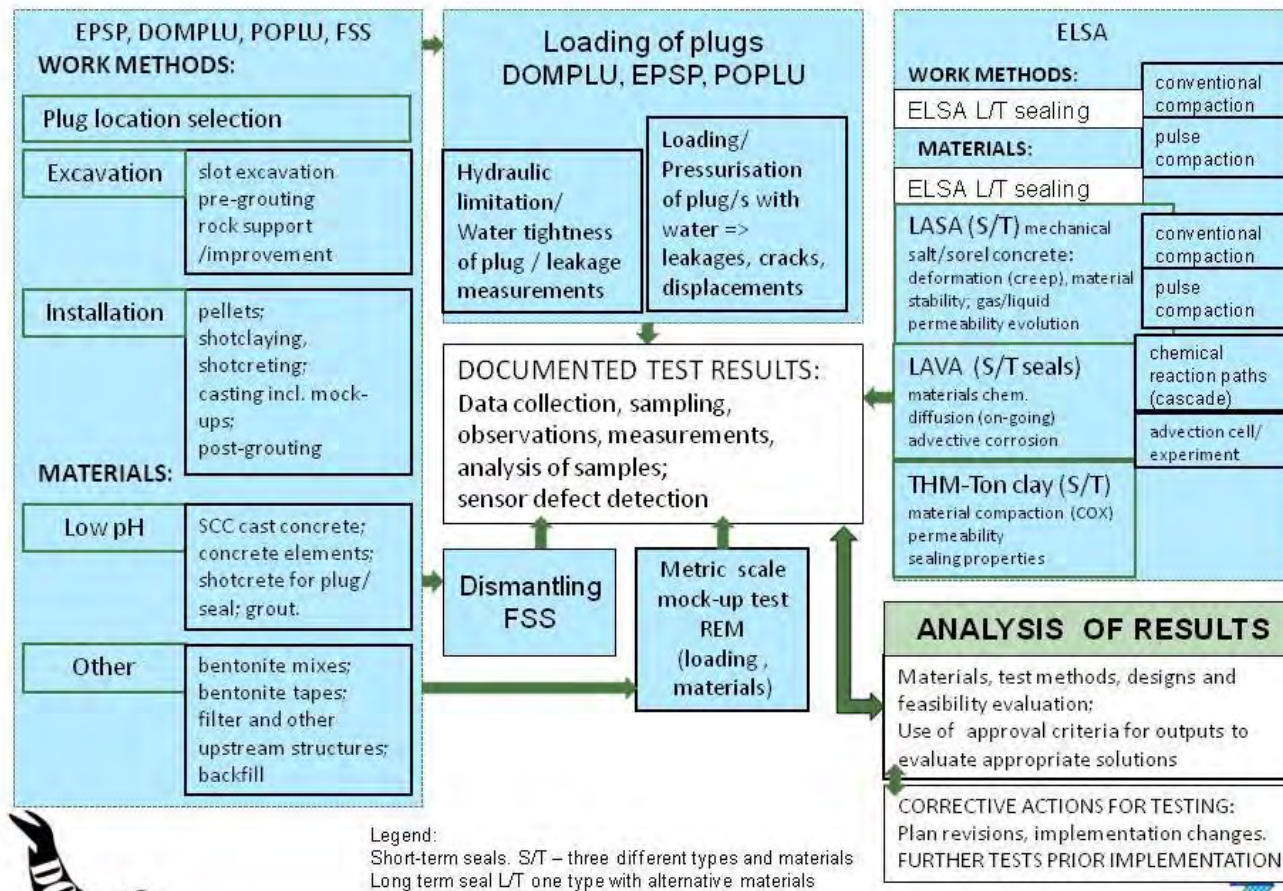 EPSP, DOMPLU, POPLU, FSS
WORK METHODS:
Plug location selection
Excavation
slot excavation
pre-grouting
rock support
/improvement
Installation
pellets;
shotclaying,
shotcreting;
casting incl. mock-
ups;
post-grouting
MATERIALS:
Low pH
SCC cast concrete;
concrete elements;
shotcrete for plug/
seal; grout.
Other
bentonite mixes;
bentonite tapes;
filter and other
upstream structures;
backfill
Loading of plugs
DOMPLU, EPSP, POPLU
Hydraulic
limitation/
Water tightness
of plug / leakage
measurements
Loading/
Pressurisation
of plug/s with
water =>
leakages, cracks,
displacements
DOCUMENTED TEST RESULTS:
Data collection, sampling,
observations, measurements,
analysis of samples;
sensor defect detection
Dismantling
FSS
Metric scale
mock-up test
REM
(loading ,
materials)
ELSA
WORK METHODS:
ELSA L/T sealing
conventional
compaction
pulse
compaction
MATERIALS:
ELSA L/T sealing
LASA (S/T) mechanical
salt/sorel concrete:
deformation (creep), material
stability; gas/liquid
permeability evolution
conventional
compaction
pulse
compaction
LAVA (S/T seals)
materials chem.
diffusion (on-going)
advective corrosion
chemical
reaction paths
(cascade)
advection cell/
experiment
THM-Ton clay (S/T)
material compaction (COX)
permeability
sealing properties
ANALYSIS OF RESULTS
Materials, test methods, designs and
feasibility evaluation;
Use of approval criteria for outputs to
evaluate appropriate solutions
CORRECTIVE ACTIONS FOR TESTING:
Plan revisions, implementation changes.
FURTHER TESTS PRIOR IMPLEMENTATION
Legend:
Short-term seals. S/T – three different types and materials
Long term seal L/T one type with alternative materials